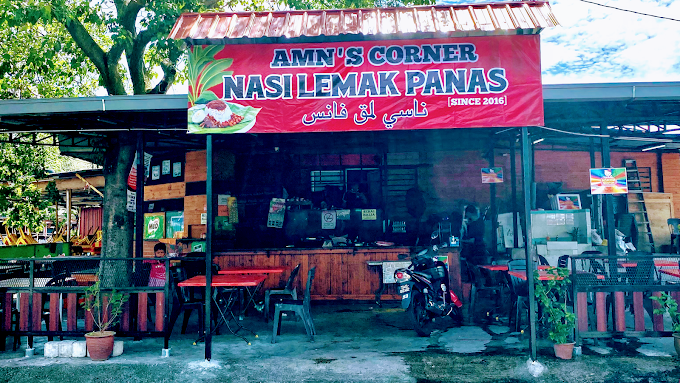 AMN'S CORNER
NASI LEMAK PANAS
[SINCE 2016]
ناسي لمق فانس